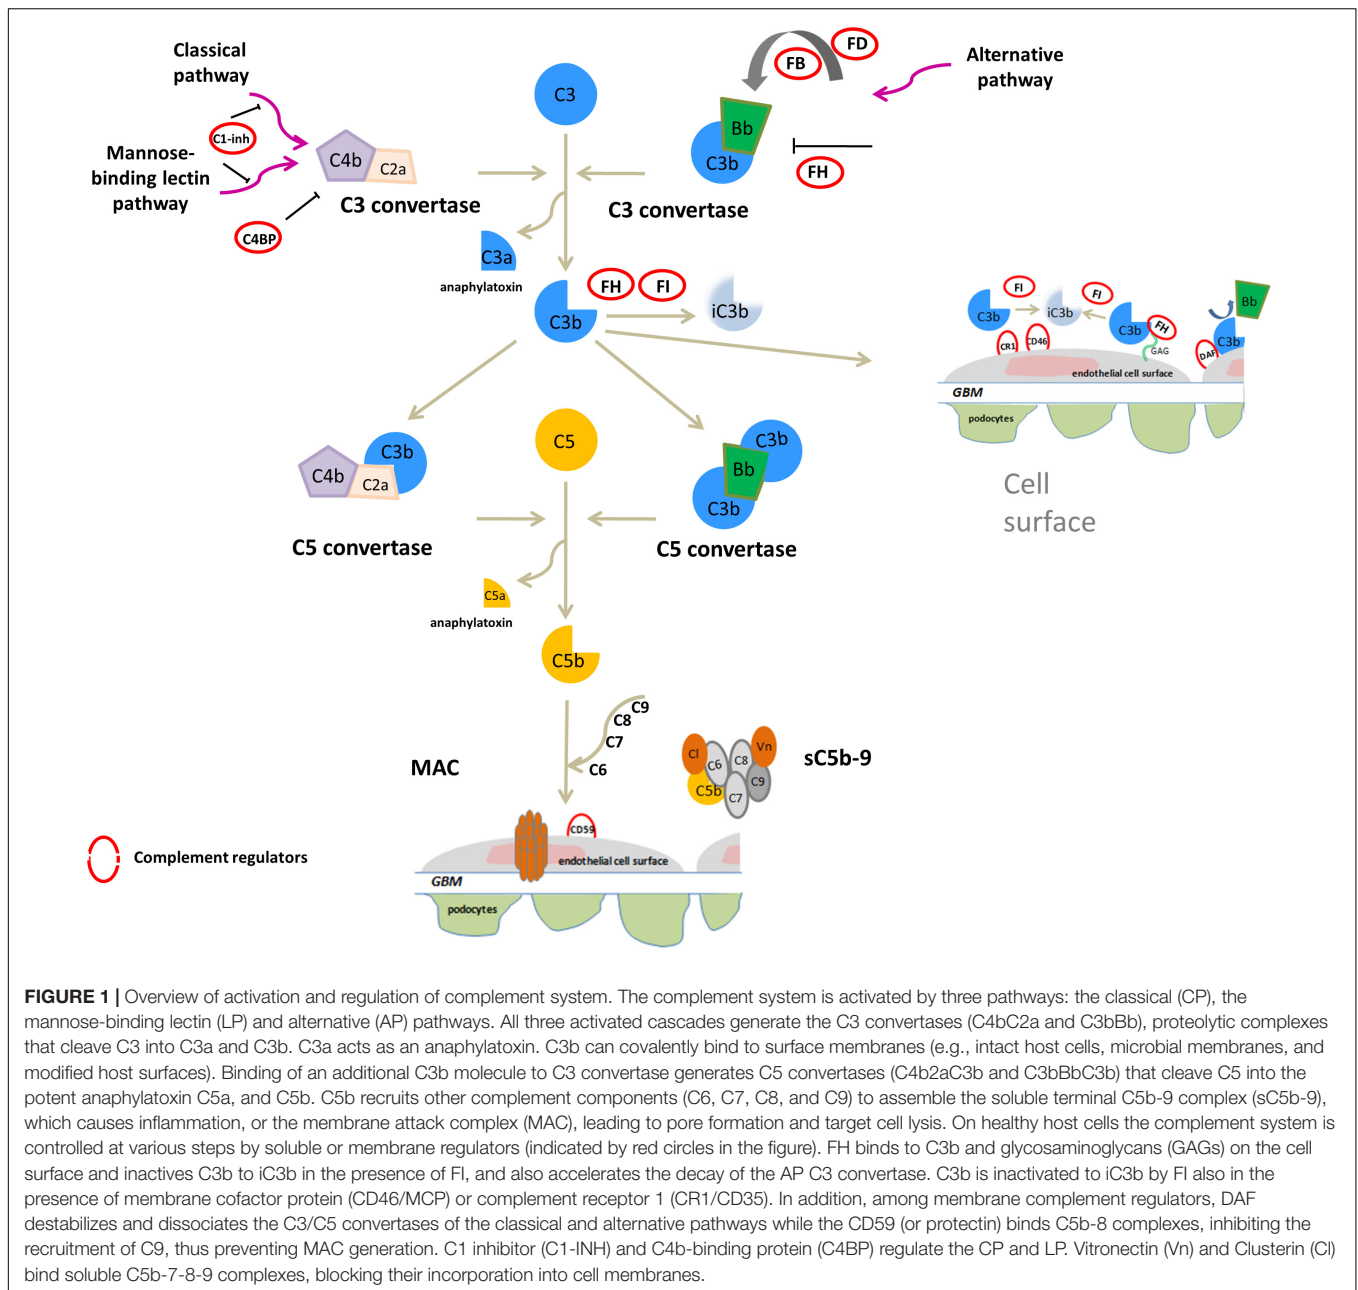 Classical
pathway
C1-inh
Mannose-
binding lectin
pathway
C4BP
C4b
C2a
C3 convertase
C3
FB
FD
Bb
C3b
FH
Alternative
pathway
C3 convertase
C3a
anaphylatoxin
C3b
FH
FI
iC3b
FI
C3b
iC3b
FI
C3b
FH
GAG
CR1
CD46
Bb
C3b
DAF
endothelial cell surface
GBM
podocytes
Cell
surface
C4b
C2a
C3b
C5 convertase
C5
C3b
Bb
C3b
C5 convertase
C5a
anaphylatoxin
C5b
C9
C8
C7
C6
MAC
Cl
C6
C8
Vn
C5b
C7
C9
sC5b-9
CD59
endothelial cell surface
GBM
podocytes
Complement regulators
FIGURE 1 | Overview of activation and regulation of complement system. The complement system is activated by three pathways: the classical (CP), the
mannose-binding lectin (LP) and alternative (AP) pathways. All three activated cascades generate the C3 convertases (C4bC2a and C3bBb), proteolytic complexes
that cleave C3 into C3a and C3b. C3a acts as an anaphylatoxin. C3b can covalently bind to surface membranes (e.g., intact host cells, microbial membranes, and
modified host surfaces). Binding of an additional C3b molecule to C3 convertase generates C5 convertases (C4b2aC3b and C3bBbC3b) that cleave C5 into the
potent anaphylatoxin C5a, and C5b. C5b recruits other complement components (C6, C7, C8, and C9) to assemble the soluble terminal C5b-9 complex (sC5b-9),
which causes inflammation, or the membrane attack complex (MAC), leading to pore formation and target cell lysis. On healthy host cells the complement system is
controlled at various steps by soluble or membrane regulators (indicated by red circles in the figure). FH binds to C3b and glycosaminoglycans (GAGs) on the cell
surface and inactives C3b to iC3b in the presence of FI, and also accelerates the decay of the AP C3 convertase. C3b is inactivated to iC3b by FI also in the
presence of membrane cofactor protein (CD46/MCP) or complement receptor 1 (CR1/CD35). In addition, among membrane complement regulators, DAF
destabilizes and dissociates the C3/C5 convertases of the classical and alternative pathways while the CD59 (or protectin) binds C5b-8 complexes, inhibiting the
recruitment of C9, thus preventing MAC generation. C1 inhibitor (C1-INH) and C4b-binding protein (C4BP) regulate the CP and LP. Vitronectin (Vn) and Clusterin (Cl)
bind soluble C5b-7-8-9 complexes, blocking their incorporation into cell membranes.